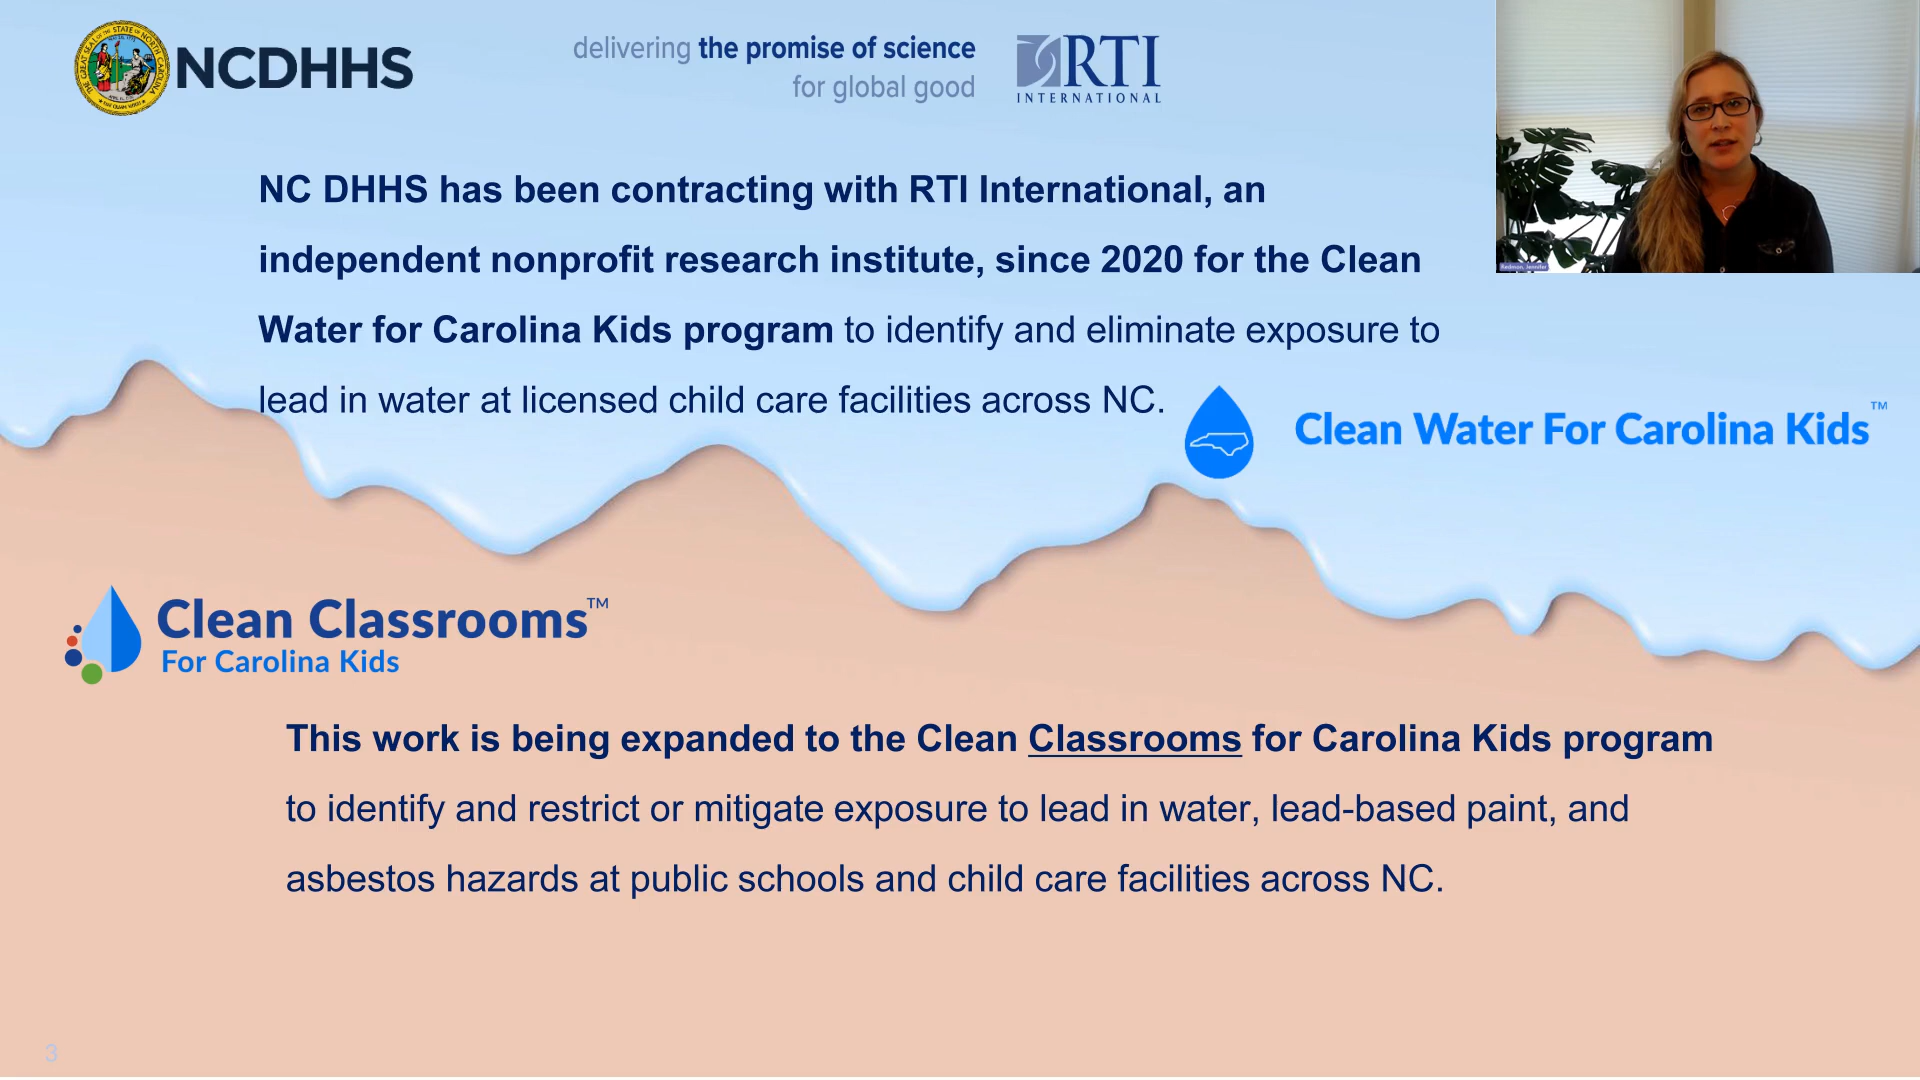 NCDHHS
delivering the promise of science
for global good
RTI
INTERNATIONAL
NC DHHS has been contracting with RTI International, an
independent nonprofit research institute, since 2020 for the Clean
Water for Carolina Kids program to identify and eliminate exposure to
lead in water at licensed child care facilities across NC.
Clean Water For Carolina Kids™
Redmon, Jennifer
Clean Classrooms™
For Carolina Kids
This work is being expanded to the Clean Classrooms for Carolina Kids program
to identify and restrict or mitigate exposure to lead in water, lead-based paint, and
asbestos hazards at public schools and child care facilities across NC.
3